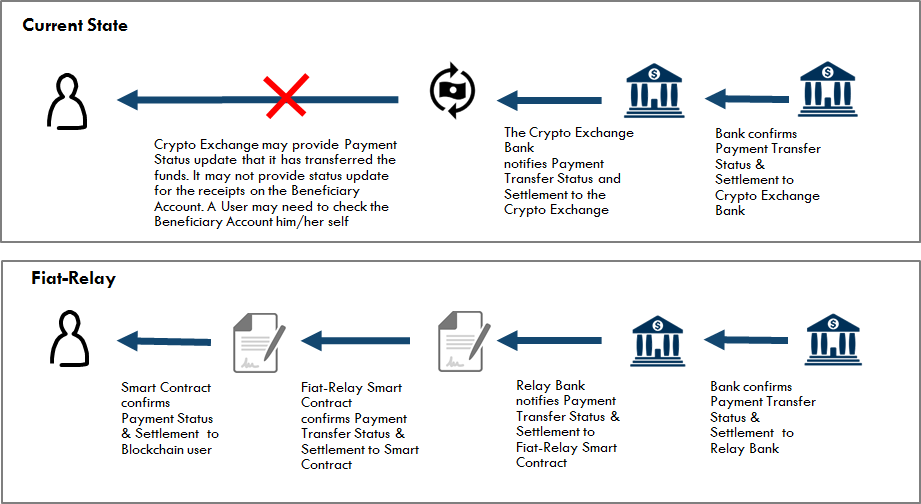 Current State
Crypto Exchange may provide Payment
Status update that it has transferred the
funds. It may not provide status update
for the receipts on the Beneficiary
Account. A User may need to check the
Beneficiary Account him/her self
The Crypto Exchange
Bank
notifies Payment
Transfer Status and
Settlement to the
Crypto Exchange
Bank confirms
Payment Transfer
Status &
Settlement to
Crypto Exchange
Bank
Fiat-Relay
Smart Contract
confirms
Payment Status
& Settlement to
Blockchain user
Fiat-Relay Smart
Contract
confirms Payment
Transfer Status &
Settlement to Smart
Contract
Relay Bank
notifies Payment
Transfer Status &
Settlement to
Fiat-Relay Smart
Contract
Bank confirms
Payment Transfer
Status &
Settlement to
Relay Bank